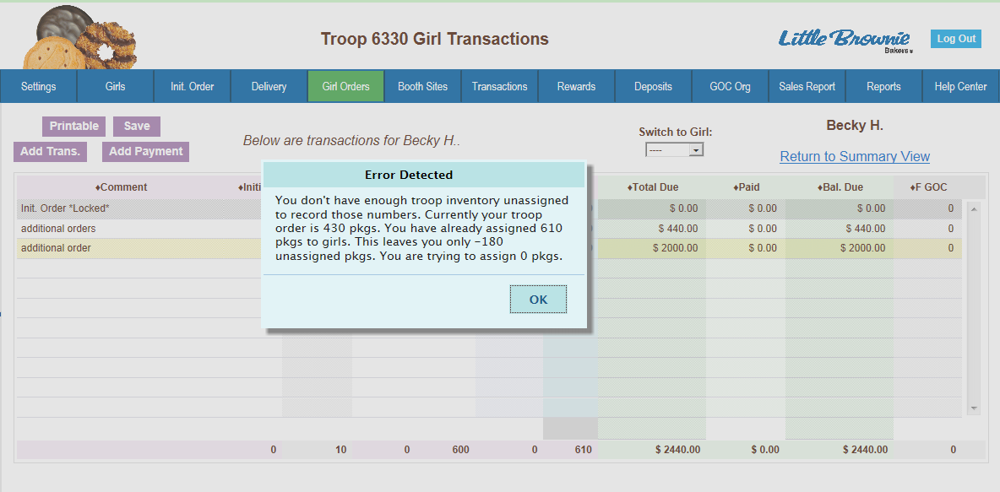 Troop 6330 Girl Transactions
Little Brownie
Bakers
Log Out
Settings
Girls
Init. Order
Delivery
Girl Orders
Booth Sites
Transactions
Rewards
Deposits
GOC Org
Sales Report
Reports
Help Center
Printable
Save
Add Trans.
Add Payment
Below are transactions for Becky H..
Switch to Girl:
----
Becky H.
Return to Summary View
♦Comment ♦Initi ♦Total Due ♦Paid ♦Bal. Due ♦F GOC
Init. Order *Locked* $ 0.00 $ 0.00 $ 0.00 0
additional orders $ 440.00 $ 0.00 $ 440.00 0
additional order $ 2000.00 $ 0.00 $ 2000.00 0
Error Detected
You don't have enough troop inventory unassigned
to record those numbers. Currently your troop
order is 430 pkgs. You have already assigned 610
pkgs to girls. This leaves you only -180
unassigned pkgs. You are trying to assign 0 pkgs.
OK
0 10 0 600 0 610 $ 2440.00 $ 0.00 $ 2440.00 0